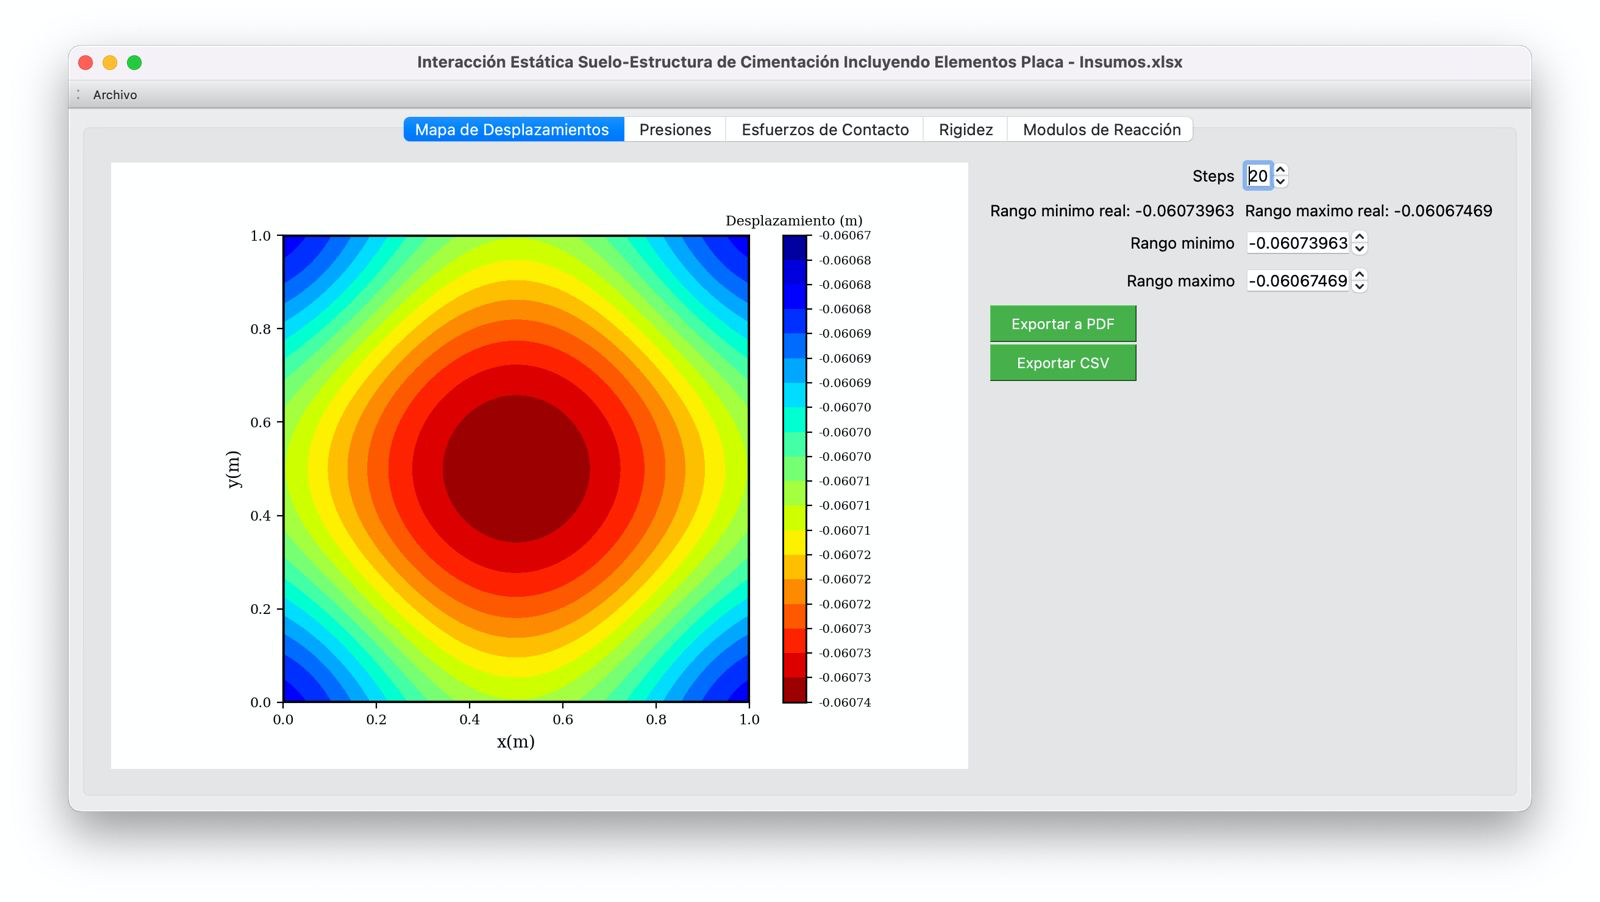 Interacción Estática Suelo-Estructura de Cimentación Incluyendo Elementos Placa - Insumos.xlsx
Archivo
Mapa de Desplazamientos Presiones Esfuerzos de Contacto Rigidez Modulos de Reacción
Steps 20
Rango minimo real: -0.06073963 Rango maximo real: -0.06067469
Rango minimo -0.06073963
Rango maximo -0.06067469
Exportar a PDF
Exportar CSV
Desplazamiento (m)
1.0
0.8
0.6
0.4
0.2
0.0
y(m)
0.0 0.2 0.4 0.6 0.8 1.0
x(m)
-0.06067
-0.06068
-0.06068
-0.06068
-0.06069
-0.06069
-0.06069
-0.06070
-0.06070
-0.06070
-0.06071
-0.06071
-0.06071
-0.06072
-0.06072
-0.06072
-0.06073
-0.06073
-0.06073
-0.06074